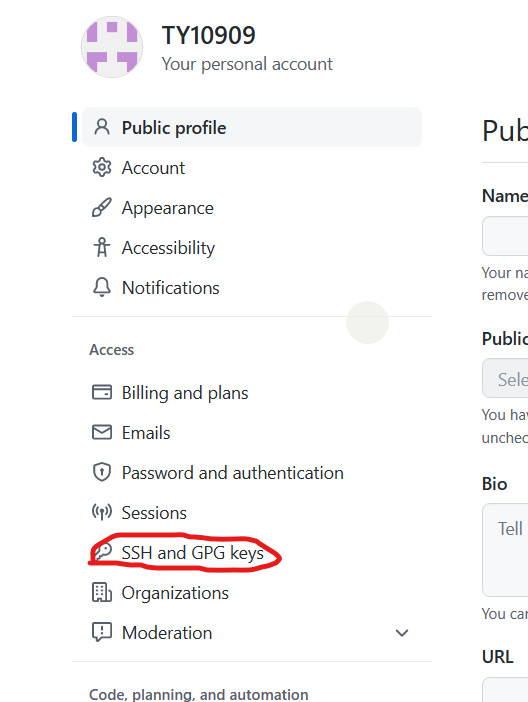 TY10909
Your personal account
Public profile
Account
Appearance
Accessibility
Notifications
Access
Billing and plans
Emails
Password and authentication
Sessions
SSH and GPG keys
Organizations
Moderation
Code, planning, and automation
Pub
Name
Your na
remove
Public
Sele
You hav
unchec
Bio
Tell
You can
URL